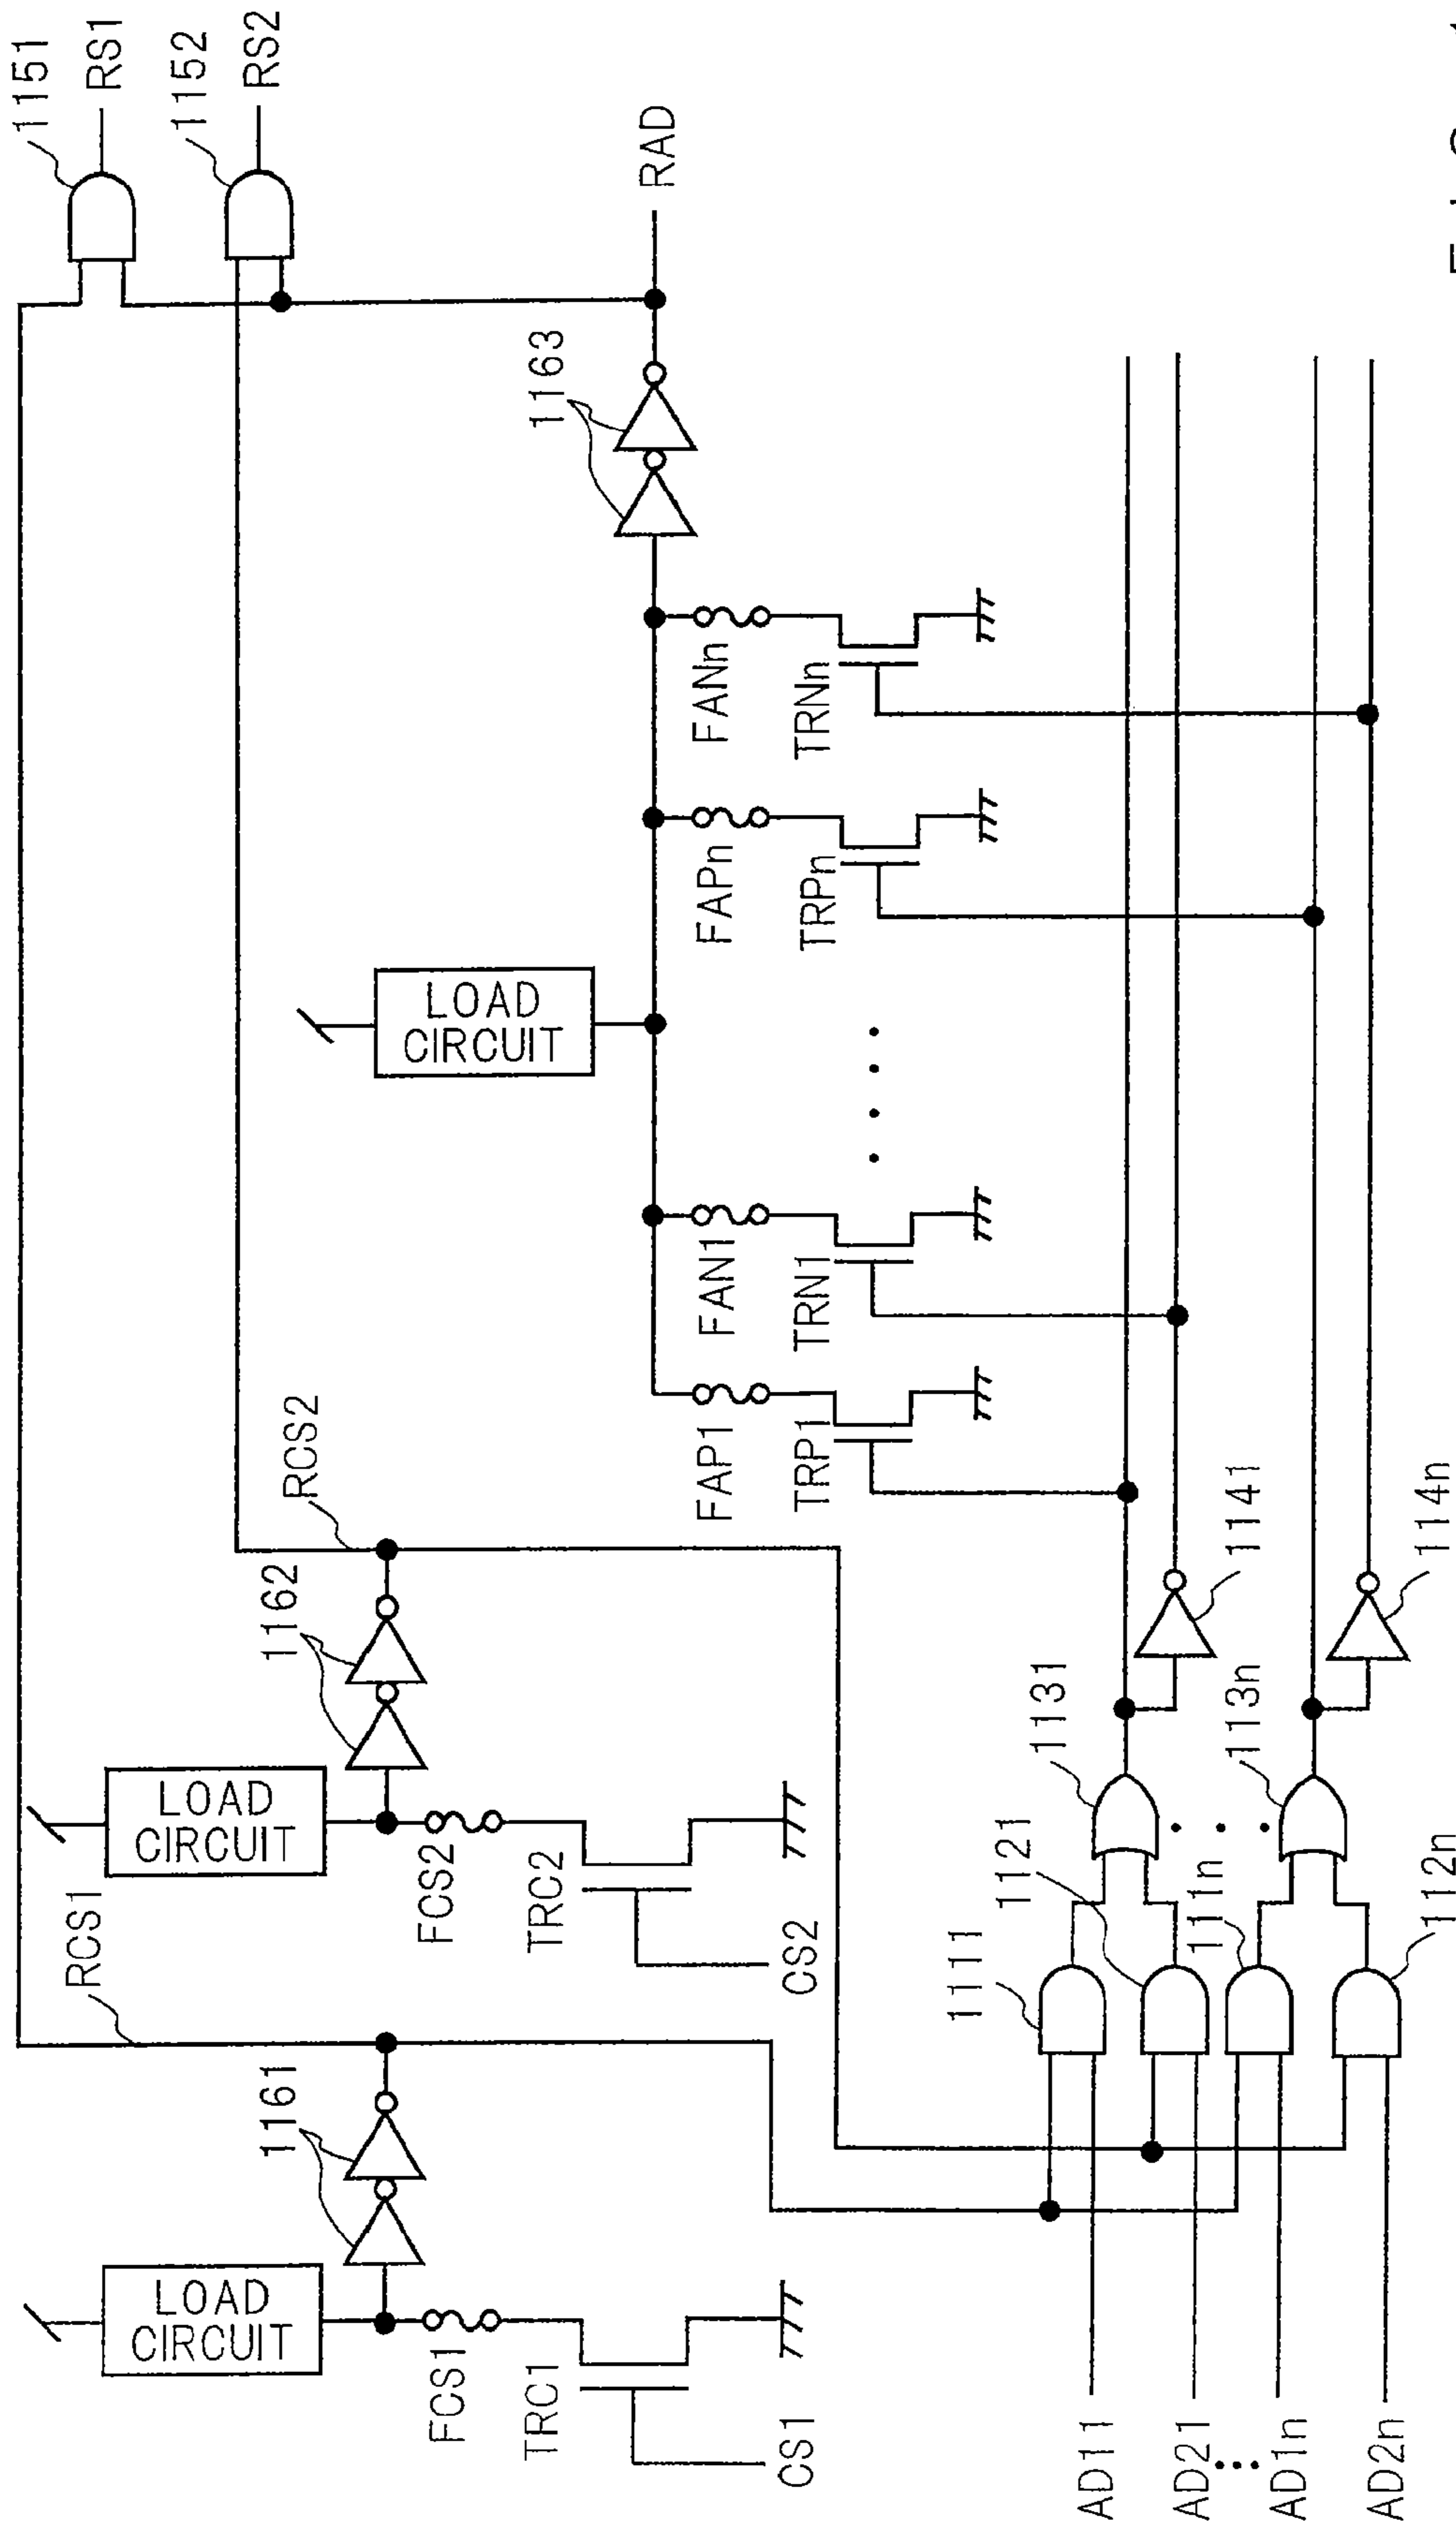 1151
RS1
1152
RS2
RAD
1163
LOAD
CIRCUIT
FANn
TRNn
FAPn
TRPn
FAN1
TRN1
FAP1
TRP1
RCS2
1162
LOAD
CIRCUIT
FCS2
TRC2
CS2
RCS1
1161
LOAD
CIRCUIT
FCS1
TRC1
CS1
1141
114n
1131
113n
1121
111n
1111
112n
AD11
AD21
AD1n
AD2n